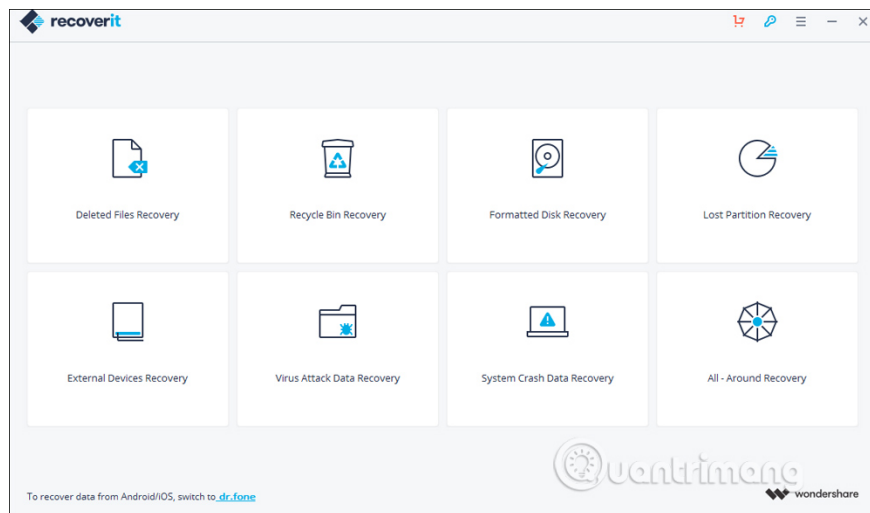 recoverit
Deleted Files Recovery
Recycle Bin Recovery
Formatted Disk Recovery
Lost Partition Recovery
External Devices Recovery
Virus Attack Data Recovery
System Crash Data Recovery
All - Around Recovery
Quantrimang
To recover data from Android/iOS, switch to dr.fone
wondershare